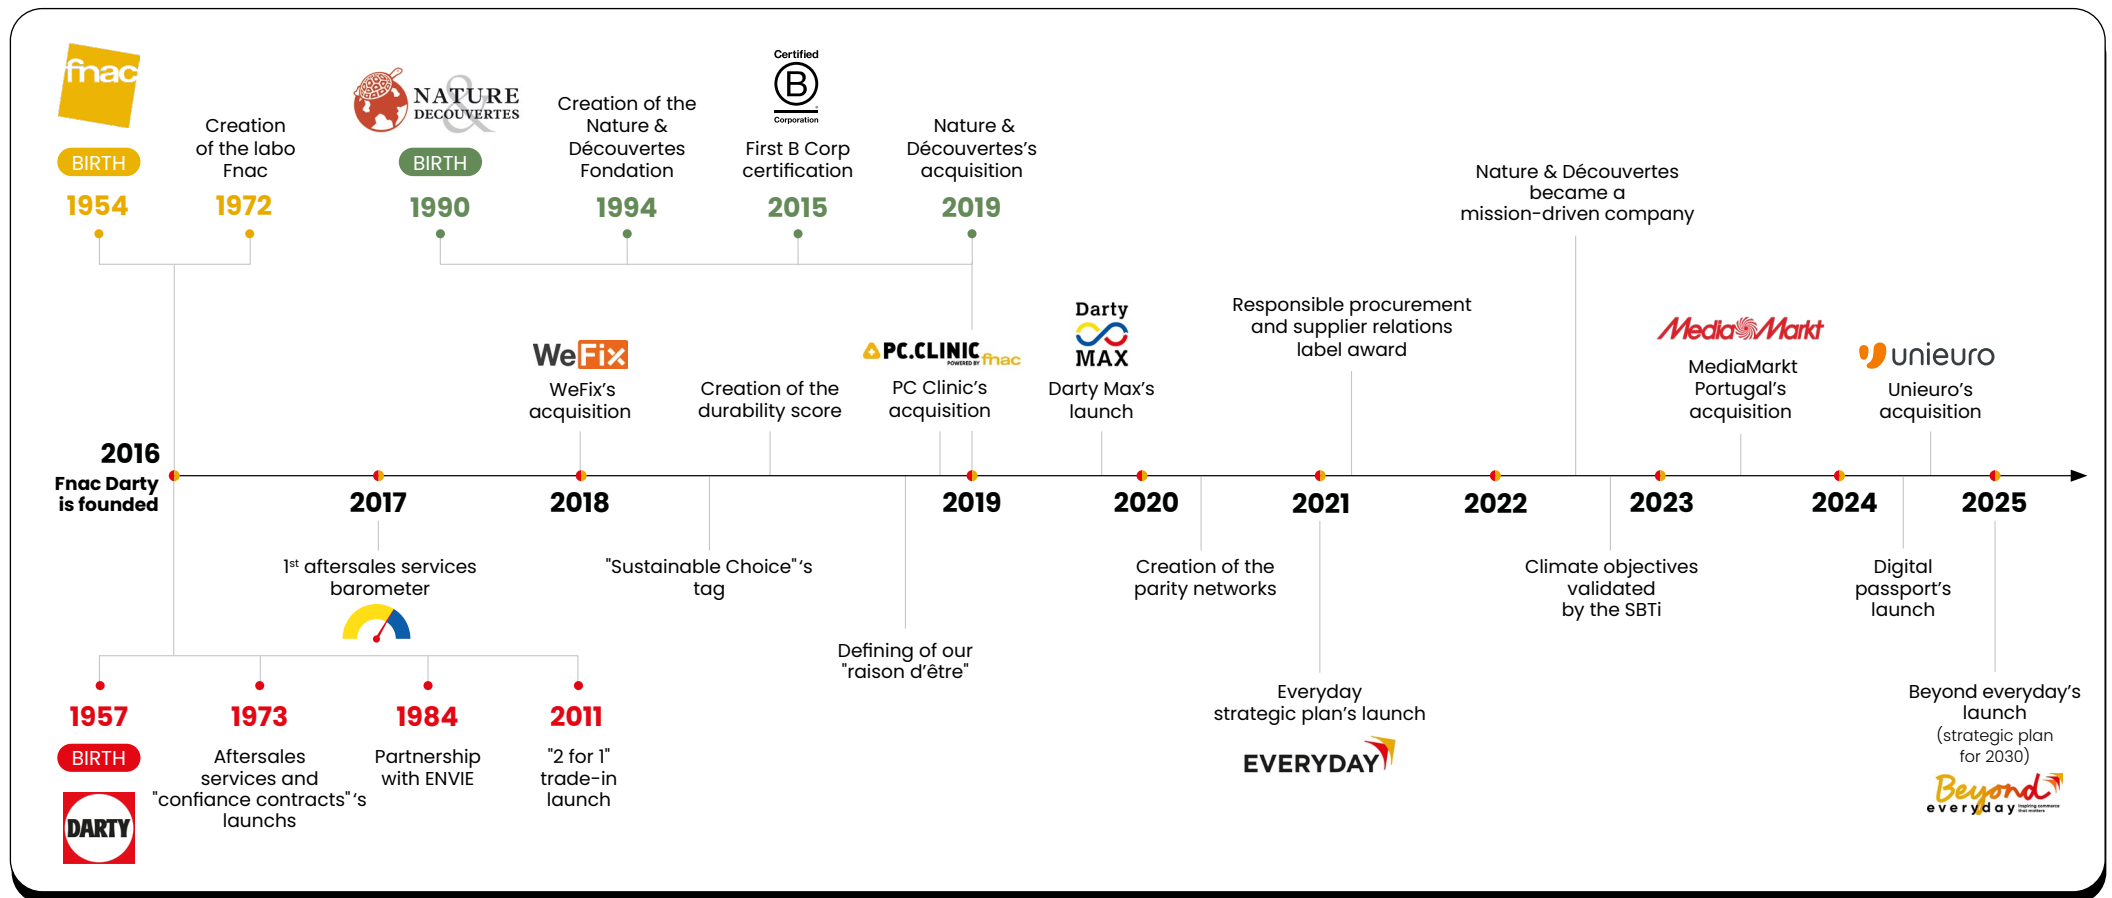 fnac
BIRTH
1954
Creation
of the labo
Fnac
1972
NATURE
&
DECOUVERTES
BIRTH
1990
Creation of the
Nature &
Découvertes
Fondation
1994
Certified
B
Corporation
First B Corp
certification
2015
Nature &
Découvertes's
acquisition
2019
Nature & Découvertes
became a
mission-driven company
WeFix
WeFix's
acquisition
Creation of the
durability score
PC.CLINIC
POWERED BY fnac
PC Clinic's
acquisition
Darty
MAX
Darty Max's
launch
Responsible procurement
and supplier relations
label award
MediaMarkt
MediaMarkt
Portugal's
acquisition
unieuro
Unieuro's
acquisition
2016
Fnac Darty
is founded
2017
2018
2019
2020
2021
2022
2023
2024
2025
1st aftersales services
barometer
"Sustainable Choice"'s
tag
Defining of our
"raison d'être"
Creation of the
parity networks
Everyday
strategic plan's launch
EVERYDAY
Climate objectives
validated
by the SBTi
Digital
passport's
launch
Beyond everyday's
launch
(strategic plan
for 2030)
Beyond
everyday
inspiring commerce
that matters
1957
BIRTH
DARTY
1973
Aftersales
services and
"confiance contracts"'s
launchs
1984
Partnership
with ENVIE
2011
"2 for 1"
trade-in
launch